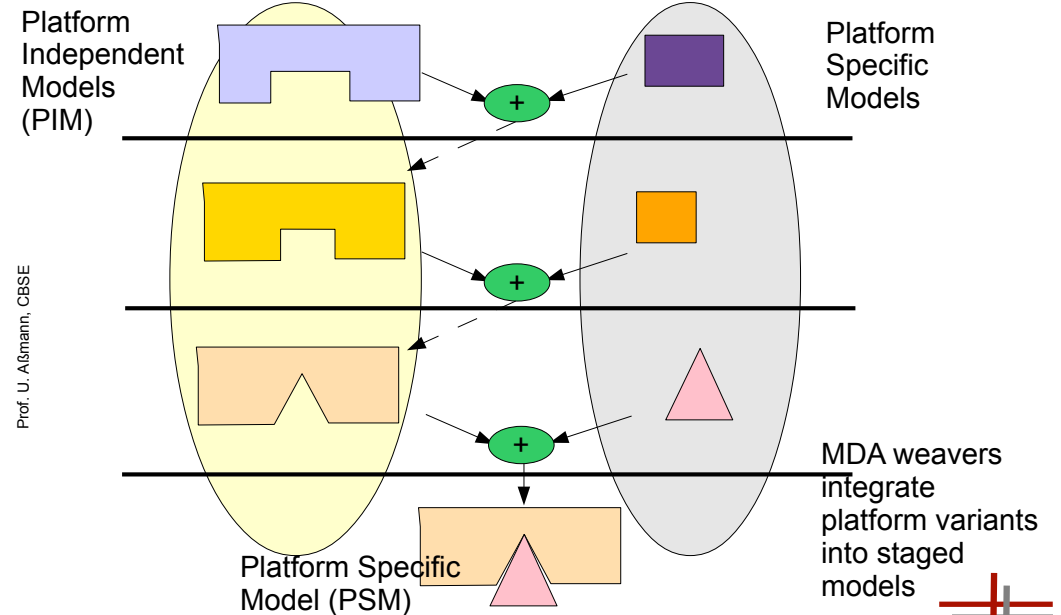 Platform
Independent
Models
(PIM)
Platform
Specific
Models
+
+
+
Prof. U. Aßmann, CBSE
MDA weavers
integrate
platform variants
into staged
models
Platform Specific
Model (PSM)